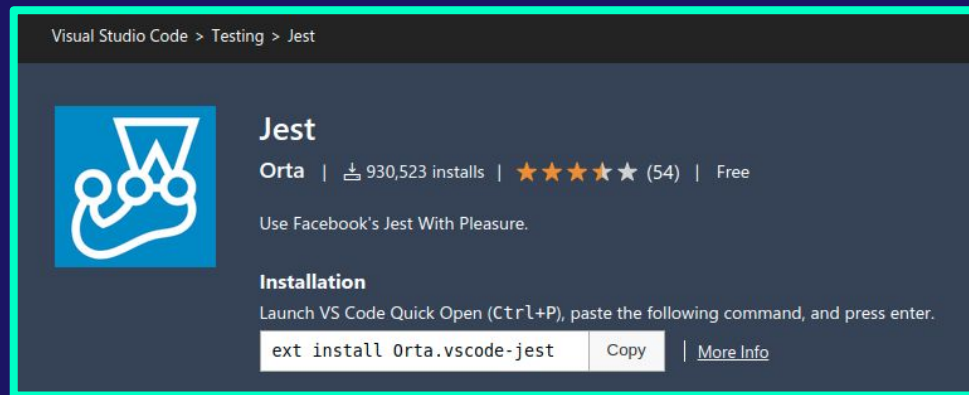 Visual Studio Code > Testing > Jest
Jest
Orta | 930,523 installs | (54) | Free
Use Facebook's Jest With Pleasure.
Installation
Launch VS Code Quick Open (Ctrl+P), paste the following command, and press enter.
ext install Orta.vscode-jest Copy | More Info